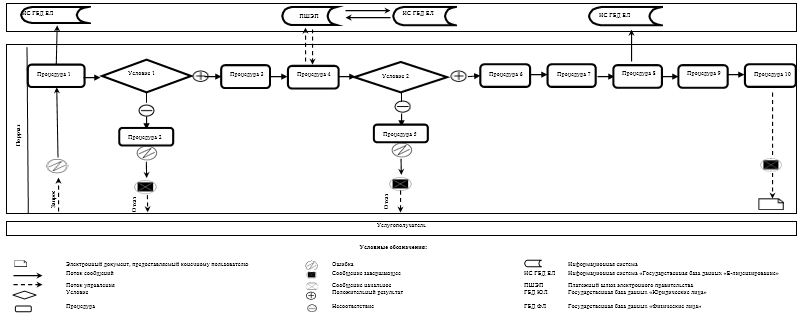 ИС ГБД ЕЛ
ПШЭП
ИС ГБД ЕЛ
ИС ГБД ЕЛ
Портал
Процедура 1
Условие 1
Процедура 3
Процедура 4
Условие 2
Процедура 6
Процедура 7
Процедура 8
Процедура 9
Процедура 10
Процедура 2
Процедура 5
Запрос
Отказ
Отказ
Услугополучатель
Условные обозначения:
Электронный документ, предоставляемый конечному пользователю
Поток сообщений
Поток управления
Условие
Процедура
Ошибка
Сообщение завершающее
Сообщение начальное
Положительный результат
Несоответствие
Информационная система
ИС ГБД ЕЛ Информационная система «Государственная база данных «Е-лицензирование»
ПШЭП Платежный шлюз электронного правительства
ГБД ЮЛ Государственная база данных «Юридические лица»
ГБД ФЛ Государственная база данных «Физические лица»